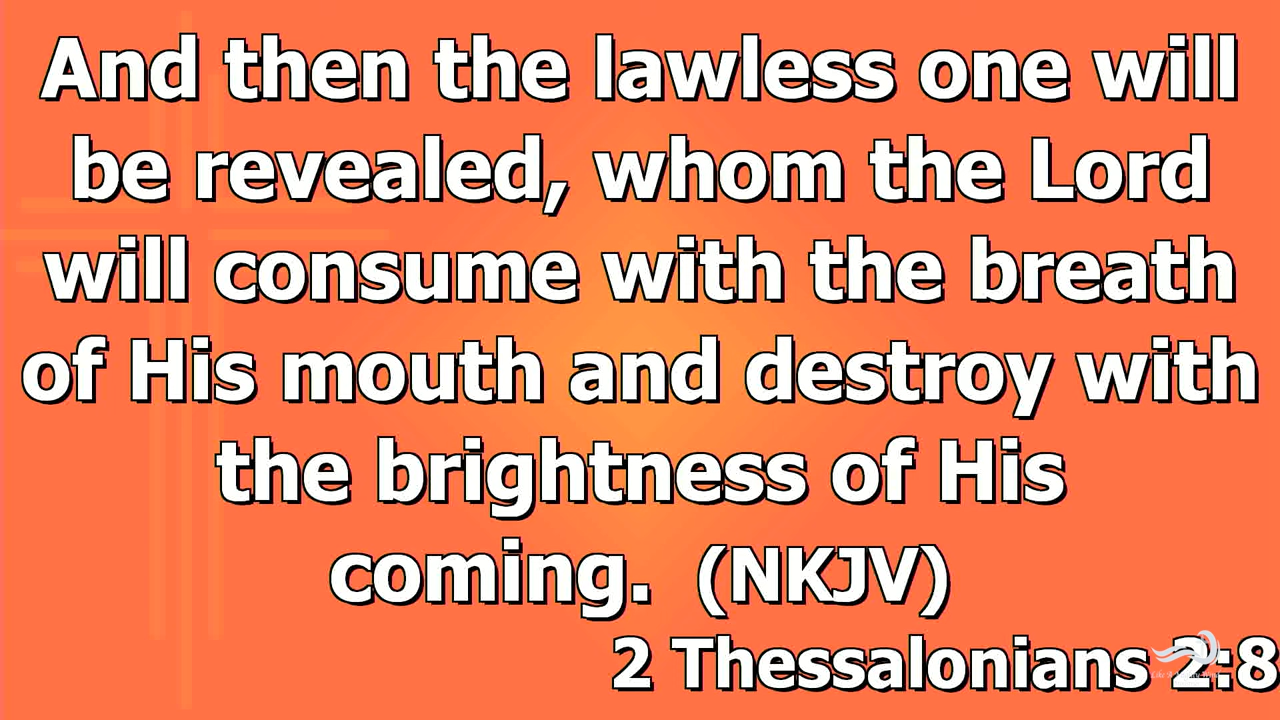 And then the lawless one will
be revealed, whom the Lord
will consume with the breath
of His mouth and destroy with
the brightness of His
coming.  (NKJV)
2 Thessalonians 2:8